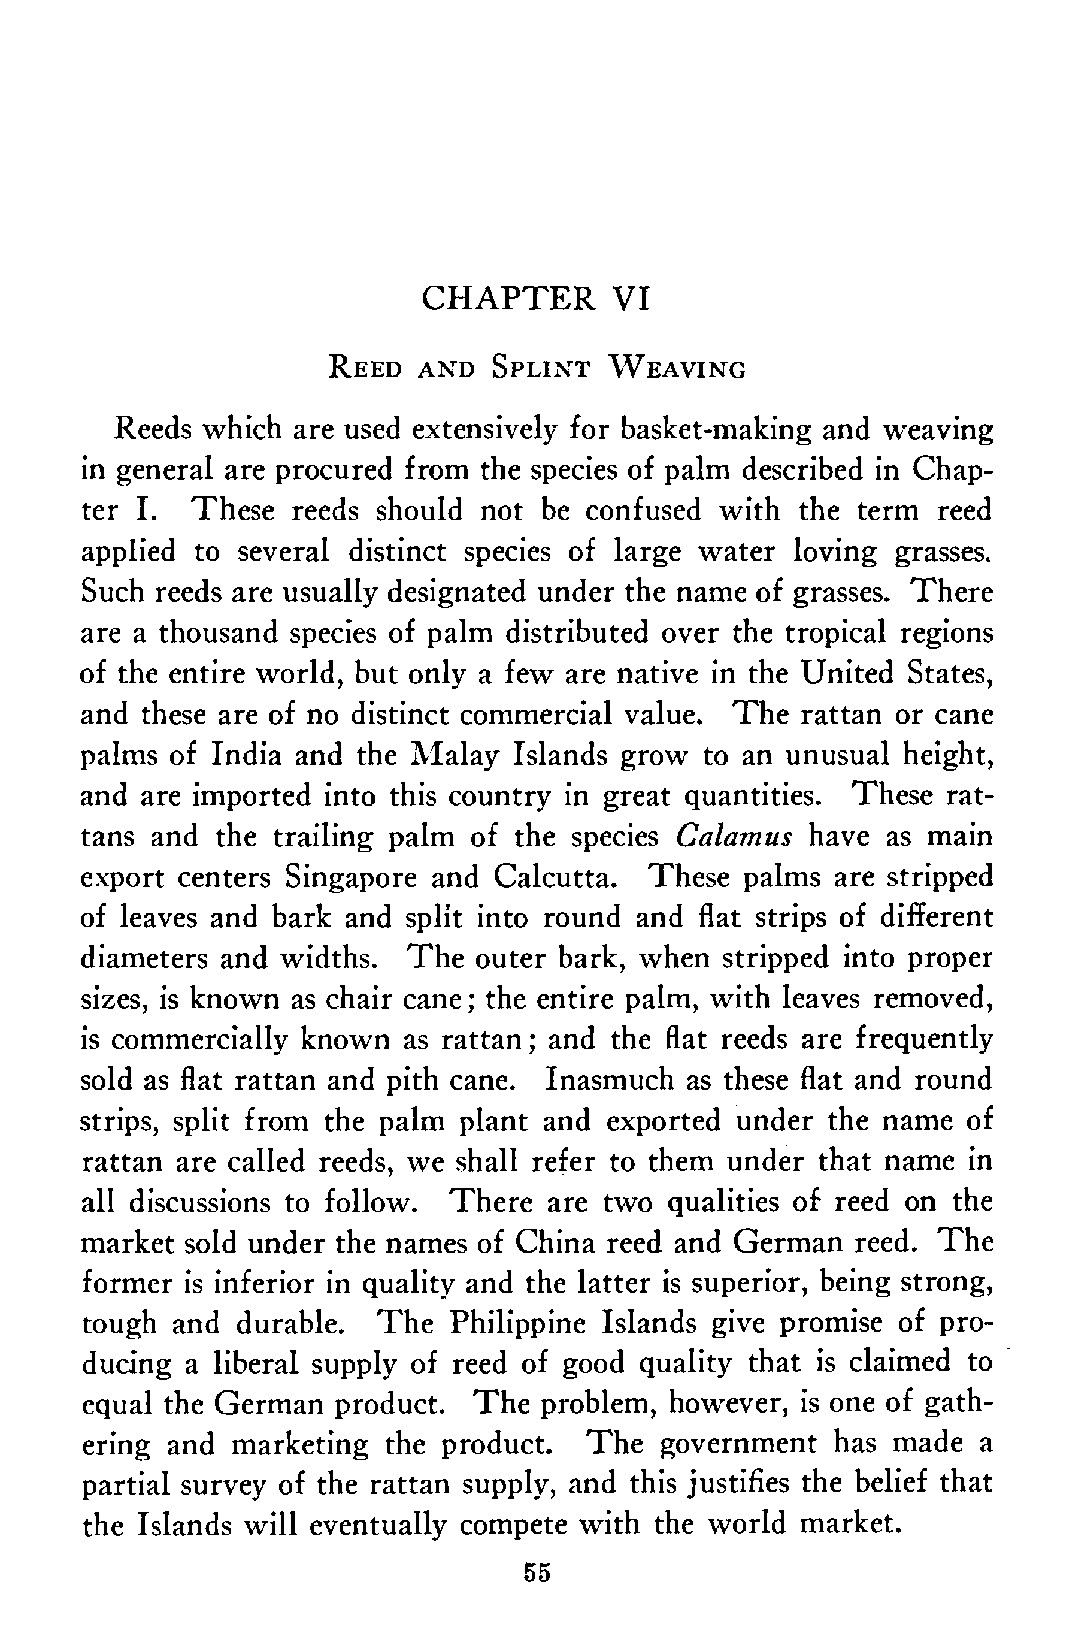 CHAPTER VI
REED AND SPLINT WEAVING
Reeds which are used extensively for basket-making and weaving
in general are procured from the species of palm described in Chap-
ter I. These reeds should not be confused with the term reed
applied to several distinct species of large water loving grasses.
Such reeds are usually designated under the name of grasses. There
are a thousand species of palm distributed over the tropical regions
of the entire world, but only a few are native in the United States,
and these are of no distinct commercial value. The rattan or cane
palms of India and the Malay Islands grow to an unusual height,
and are imported into this country in great quantities. These rat-
tans and the trailing palm of the species Calamus have as main
export centers Singapore and Calcutta. These palms are stripped
of leaves and bark and split into round and flat strips of different
diameters and widths. The outer bark, when stripped into proper
sizes, is known as chair cane; the entire palm, with leaves removed,
is commercially known as rattan; and the flat reeds are frequently
sold as flat rattan and pith cane. Inasmuch as these flat and round
strips, split from the palm plant and exported under the name of
rattan are called reeds, we shall refer to them under that name in
all discussions to follow. There are two qualities of reed on the
market sold under the names of China reed and German reed. The
former is inferior in quality and the latter is superior, being strong,
tough and durable. The Philippine Islands give promise of pro-
ducing a liberal supply of reed of good quality that is claimed to
equal the German product. The problem, however, is one of gath-
ering and marketing the product. The government has made a
partial survey of the rattan supply, and this justifies the belief that
the Islands will eventually compete with the world market.
55